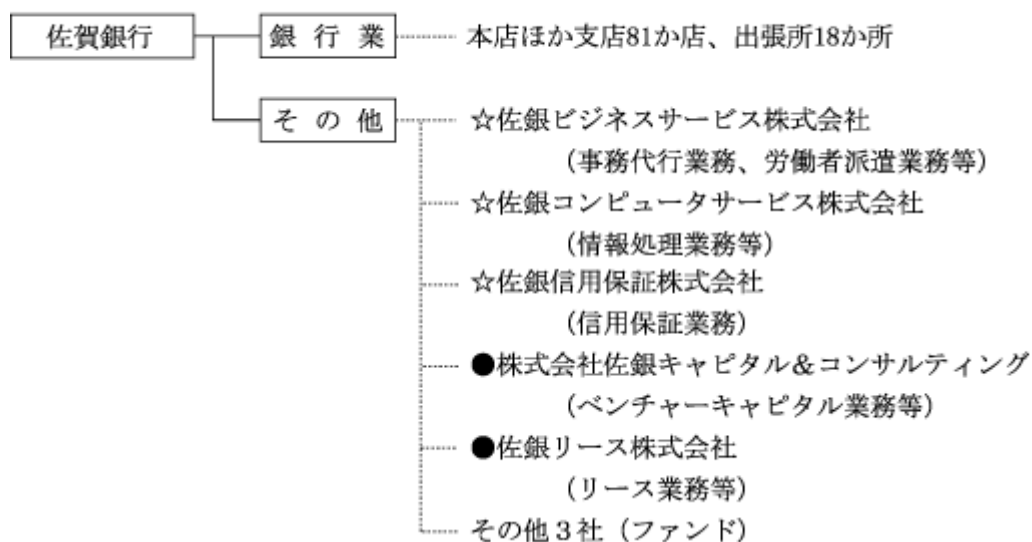 佐賀銀行 銀行業 本店ほか支店81か店、出張所18か所
その他 ☆佐銀ビジネスサービス株式会社
（事務代行業務、労働者派遣業務等）
☆佐銀コンピュータサービス株式会社
（情報処理業務等）
☆佐銀信用保証株式会社
（信用保証業務）
●株式会社佐銀キャピタル＆コンサルティング
（ベンチャーキャピタル業務等）
●佐銀リース株式会社
（リース業務等）
その他３社（ファンド）